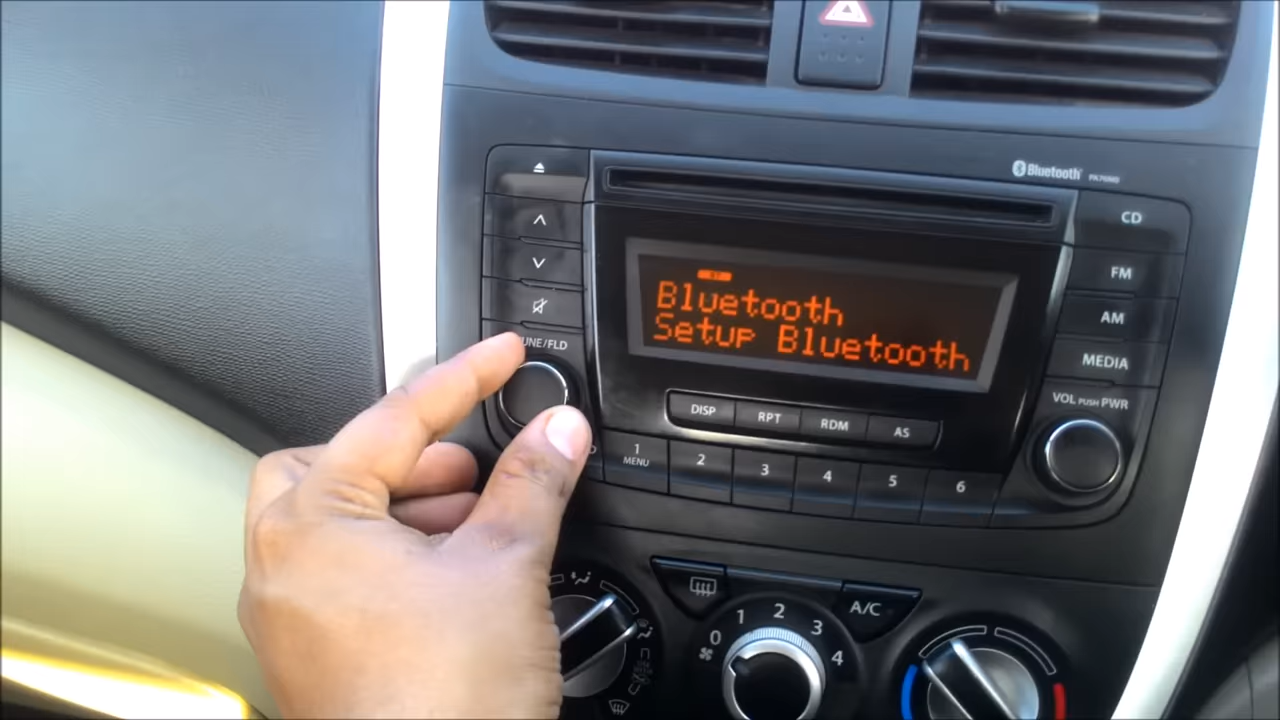 Bluetooth
CD
FM
AM
MEDIA
VOL PUSH PWR
Bluetooth
Setup Bluetooth
UNE/FLD
DISP
RPT
RDM
AS
1
MENU
2
3
4
5
6
A/C
0
1
2
3
4